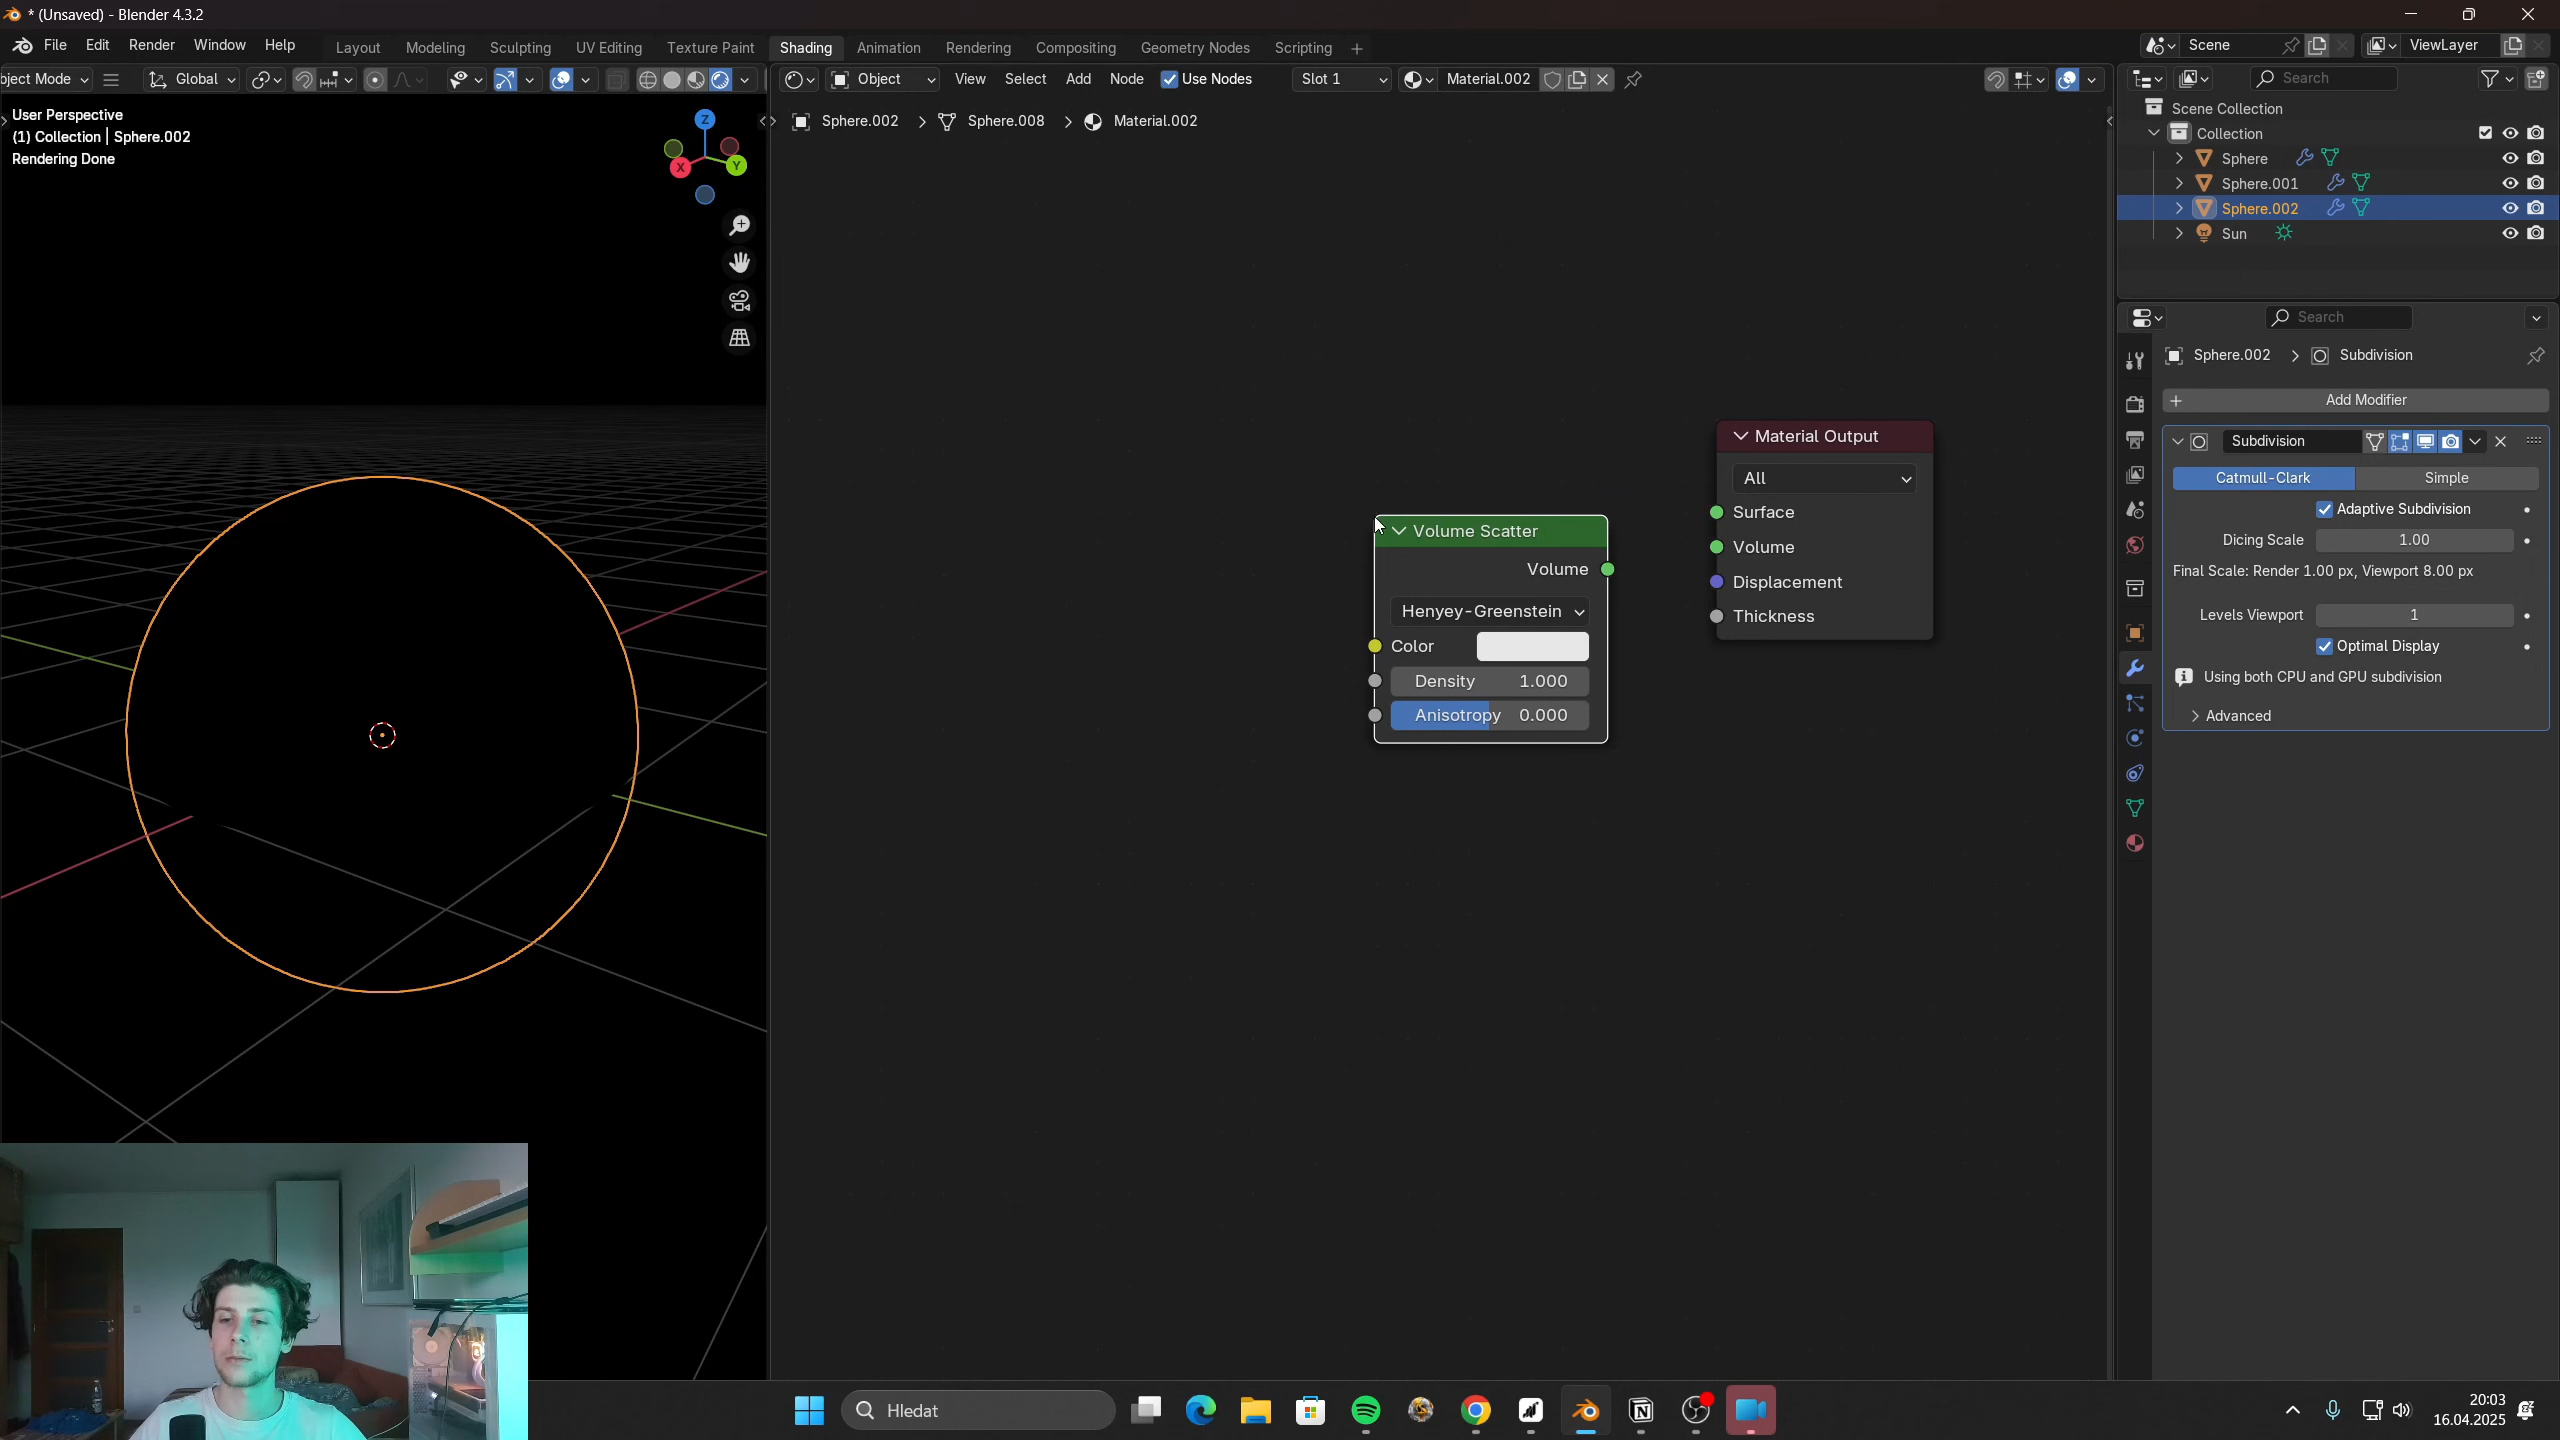 * (Unsaved) - Blender 4.3.2
File Edit Render Window Help Layout Modeling Sculpting UV Editing Texture Paint Shading Animation Rendering Compositing Geometry Nodes Scripting Scene ViewLayer
bject Mode Global
Object View Select Add Node Use Nodes Slot 1 Material.002
User Perspective
(1) Collection | Sphere.002
Rendering Done
Z
X
Y
Sphere.002 > Sphere.008 > Material.002
Volume Scatter
Volume
Henyey-Greenstein
Color
Density 1.000
Anisotropy 0.000
Material Output
All
Surface
Volume
Displacement
Thickness
Search
Scene Collection
Collection
Sphere
Sphere.001
Sphere.002
Sun
Search
Sphere.002 > Subdivision
+ Add Modifier
Subdivision
Catmull-Clark Simple
Adaptive Subdivision
Dicing Scale 1.00
Final Scale: Render 1.00 px, Viewport 8.00 px
Levels Viewport 1
Optimal Display
Using both CPU and GPU subdivision
Advanced
Hledat
20:03
16.04.2025